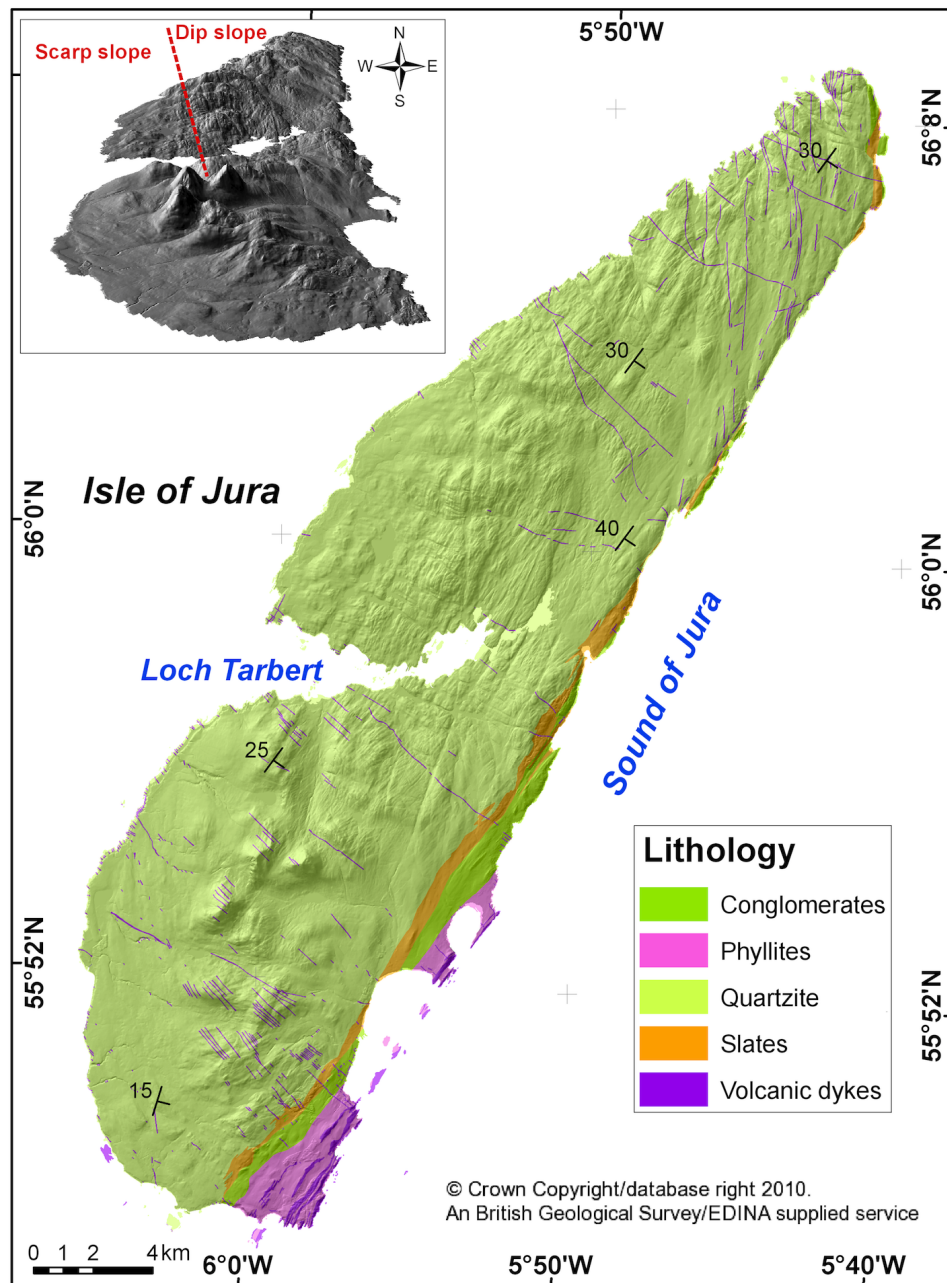 Dip slope
Scarp slope
N
W E
S
5°50'W
56°8'N
30
30
Isle of Jura
56°0'N
40
56°0'N
Loch Tarbert
Sound of Jura
25
Lithology
Conglomerates
Phyllites
Quartzite
Slates
Volcanic dykes
55°52'N
55°52'N
15
© Crown Copyright/database right 2010.
An British Geological Survey/EDINA supplied service
0 1 2 4 km
6°0'W
5°50'W
5°40'W